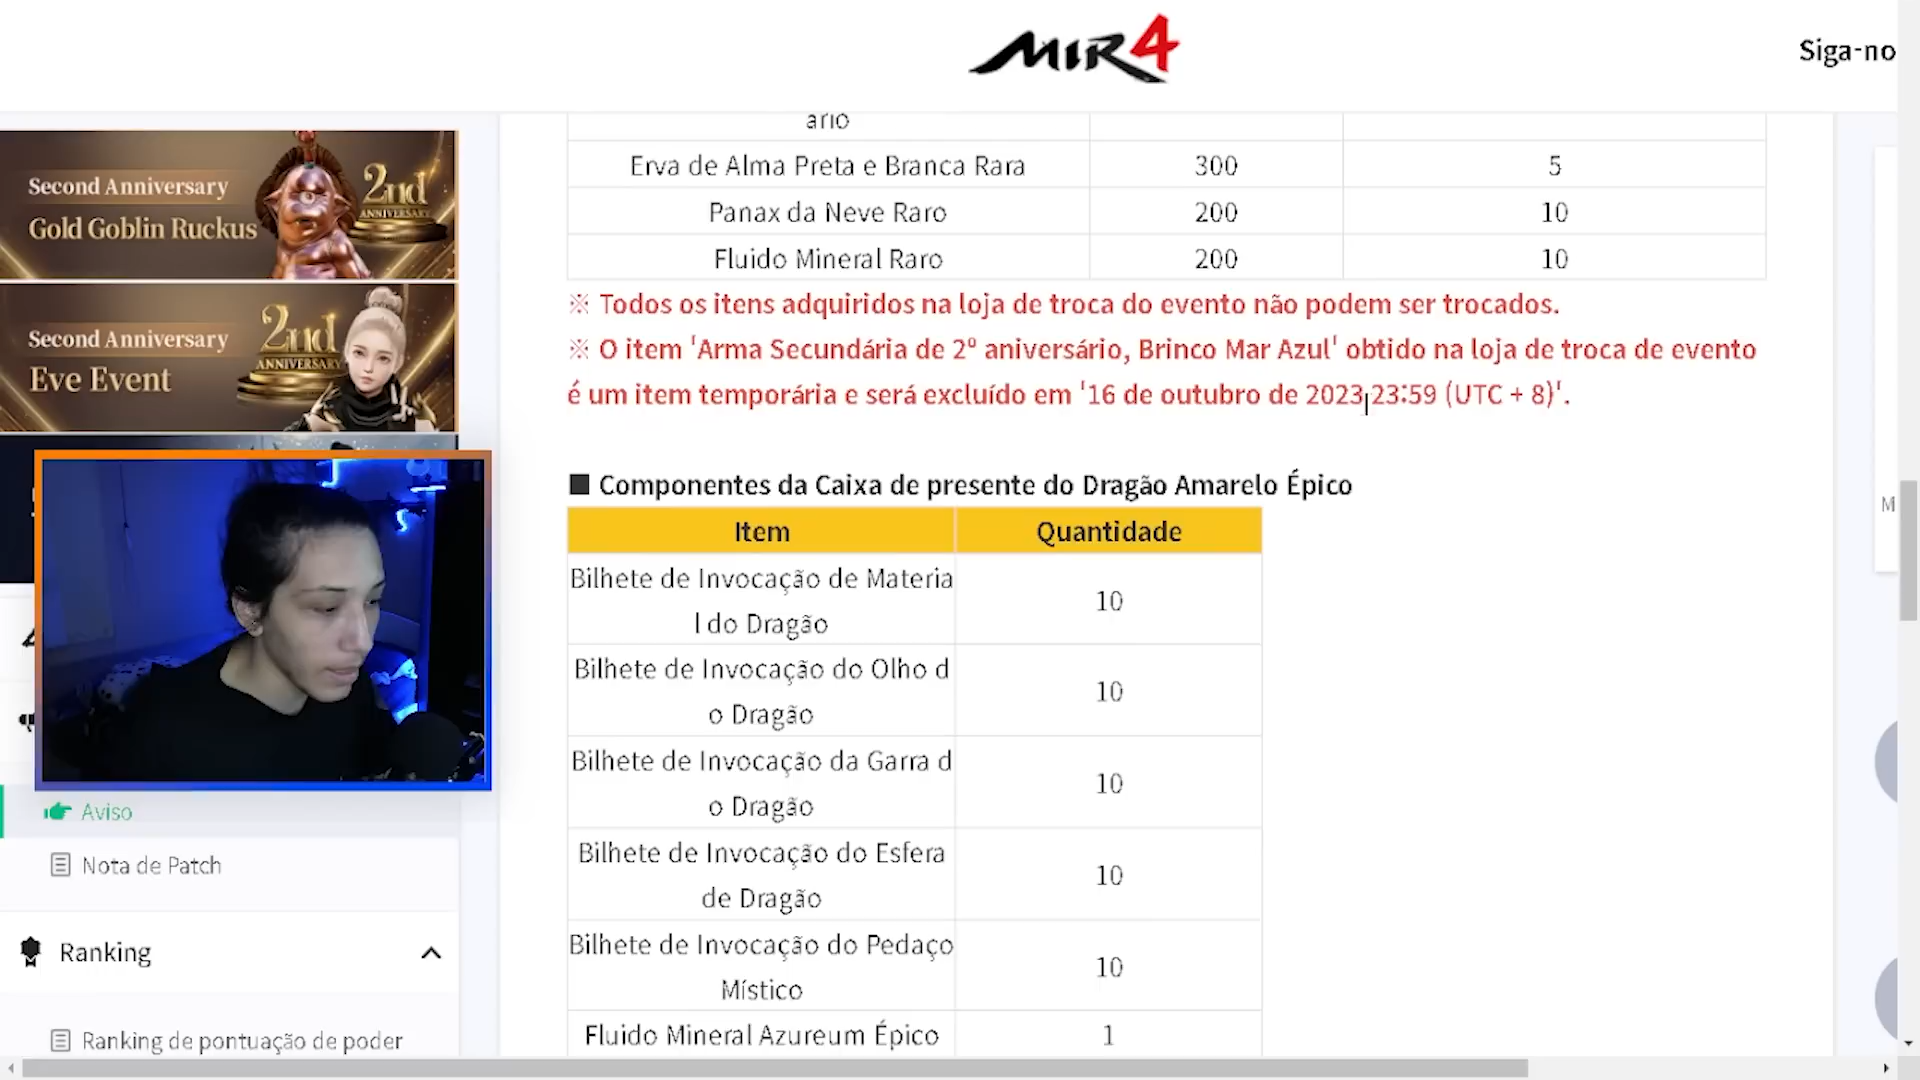 MIR4
Siga-no
Second Anniversary
Gold Goblin Ruckus
2nd
ANNIVERSARY
Second Anniversary
Eve Event
2nd
ANNIVERSARY
Aviso
Nota de Patch
Ranking
Ranking de pontuação de poder
ário
Erva de Alma Preta e Branca Rara 300 5
Panax da Neve Raro 200 10
Fluido Mineral Raro 200 10
※ Todos os itens adquiridos na loja de troca do evento não podem ser trocados.
※ O item 'Arma Secundária de 2º aniversário, Brinco Mar Azul' obtido na loja de troca de evento
é um item temporária e será excluído em '16 de outubro de 2023 23:59 (UTC + 8)'.
■ Componentes da Caixa de presente do Dragão Amarelo Épico
Item Quantidade
Bilhete de Invocação de Materia
l do Dragão
10
Bilhete de Invocação do Olho d
o Dragão
10
Bilhete de Invocação da Garra d
o Dragão
10
Bilhete de Invocação do Esfera
de Dragão
10
Bilhete de Invocação do Pedaço
Místico
10
Fluido Mineral Azureum Épico 1
M